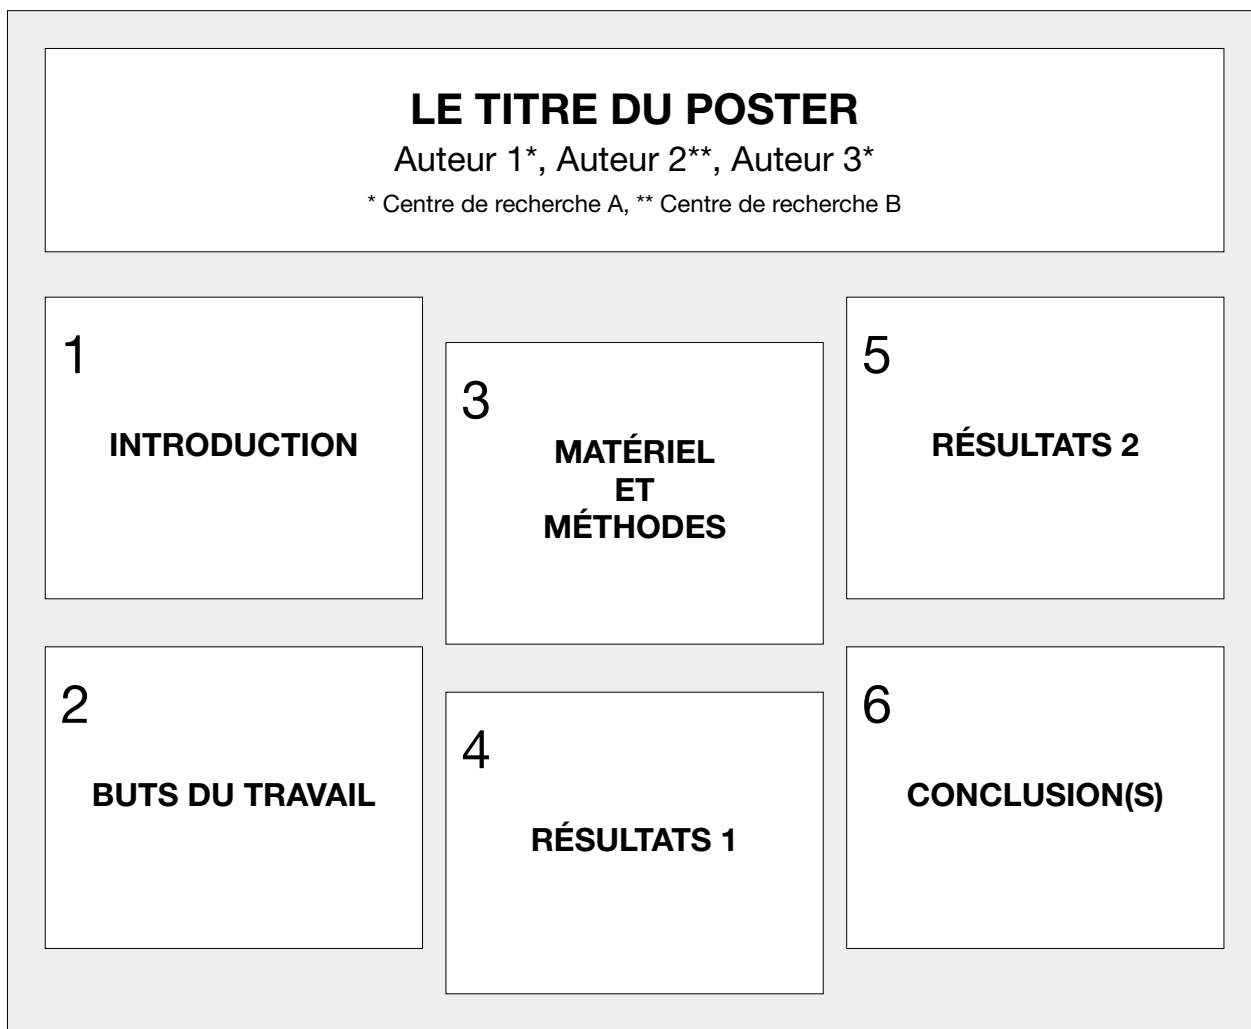 LE TITRE DU POSTER
Auteur 1*, Auteur 2**, Auteur 3*
* Centre de recherche A, ** Centre de recherche B
1
INTRODUCTION
2
BUTS DU TRAVAIL
3
MATÉRIEL
ET
MÉTHODES
4
RÉSULTATS 1
5
RÉSULTATS 2
6
CONCLUSION(S)